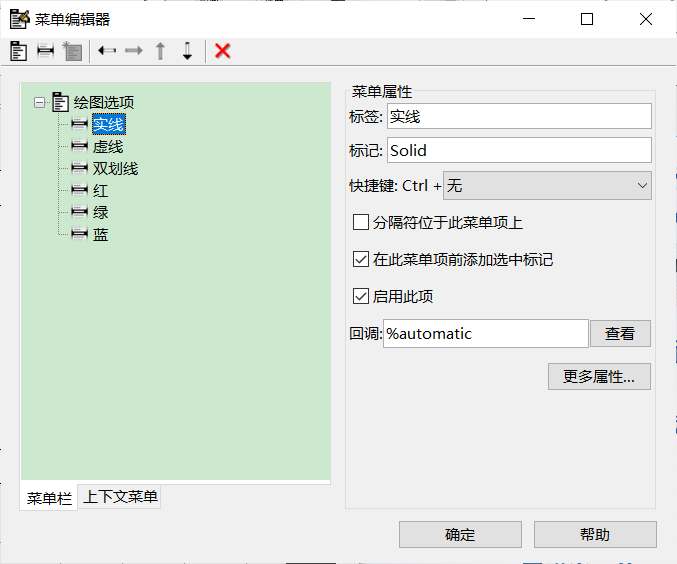 菜单编辑器
绘图选项
实线
虚线
双划线
红
绿
蓝
菜单栏
上下文菜单
菜单属性
标签: 实线
标记: Solid
快捷键: Ctrl + 无
分隔符位于此菜单项上
在此菜单项前添加选中标记
启用此项
回调: %automatic 查看
更多属性...
确定
帮助